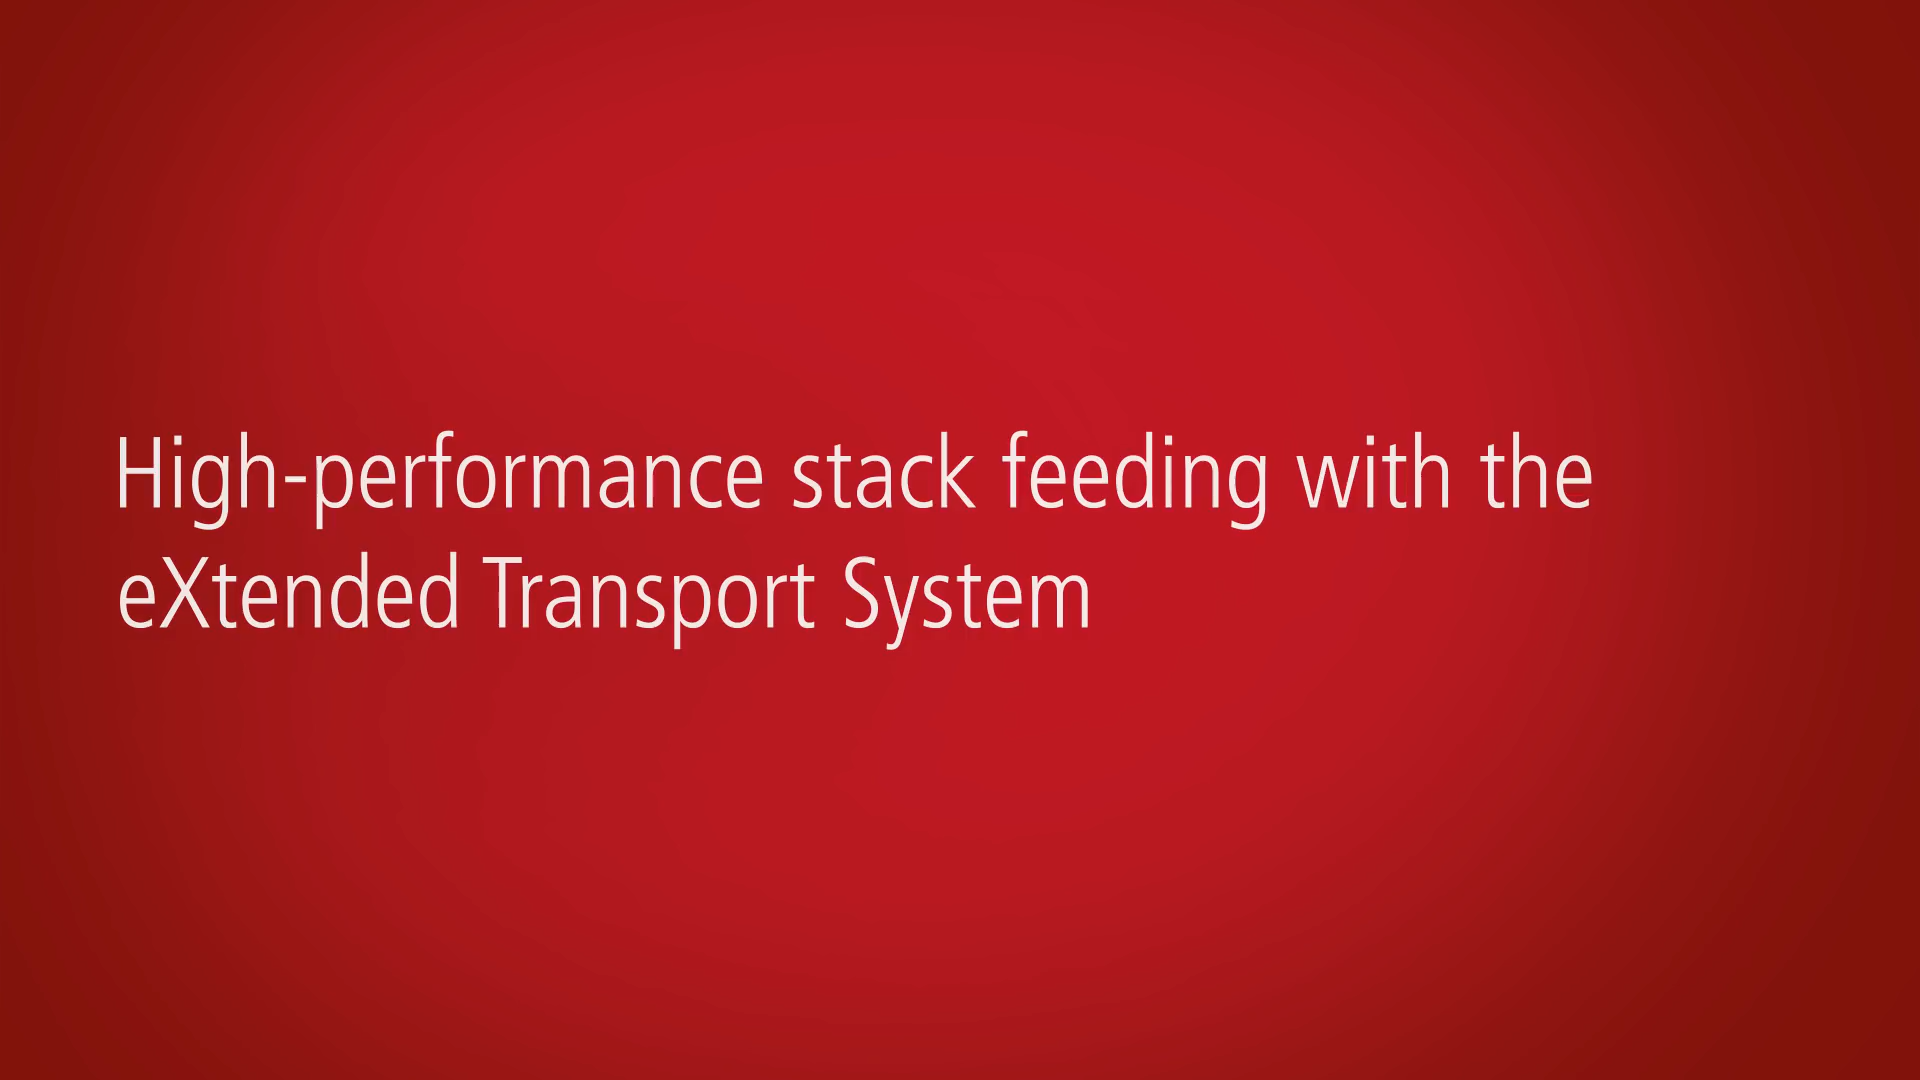 High-performance stack feeding with the
eXtended Transport System